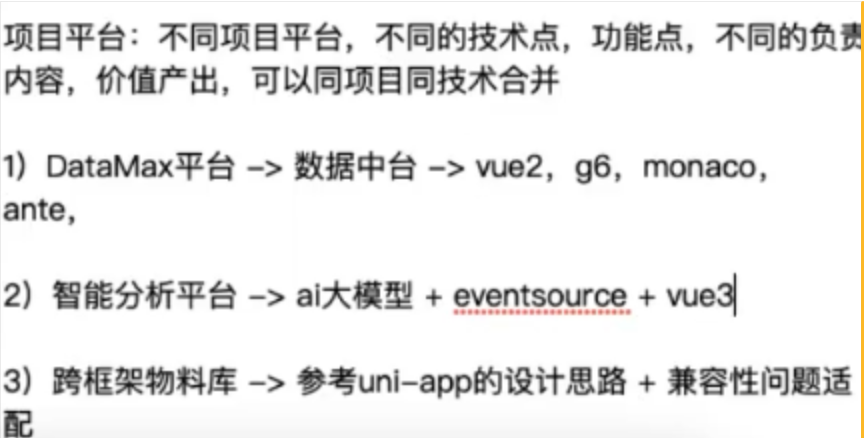 项目平台：不同项目平台，不同的技术点，功能点，不同的负责
内容，价值产出，可以同项目同技术合并
1）DataMax平台 –> 数据中台 –> vue2，g6，monaco，
ante，
2）智能分析平台 –> ai大模型 + eventsource + vue3
3）跨框架物料库 –> 参考uni–app的设计思路 + 兼容性问题适
配